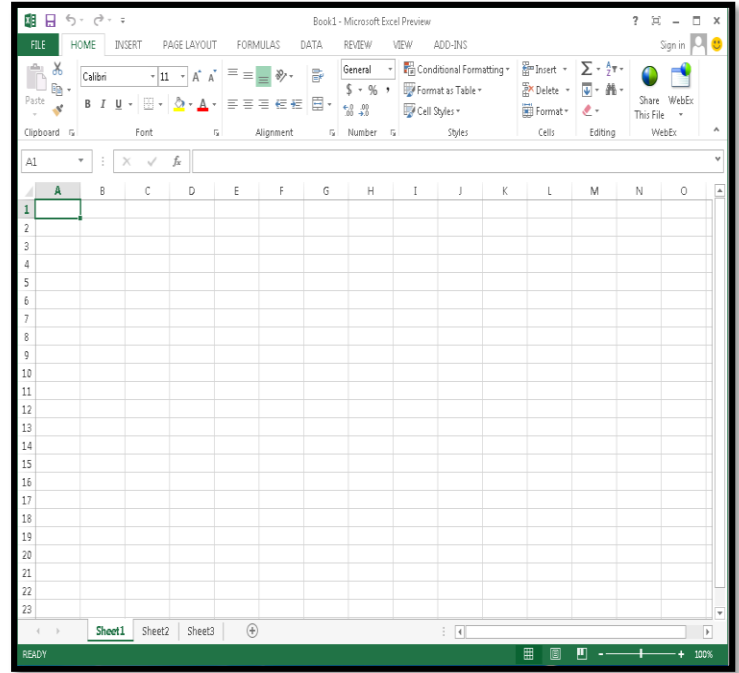 Book1 - Microsoft Excel Preview ?
FILE HOME INSERT PAGE LAYOUT FORMULAS DATA REVIEW VIEW ADD-INS Sign in
Calibri 11 A A General Conditional Formatting Insert Σ
Paste B I U A $ % , Format as Table Delete Share WebEx
Cell Styles Format This File
Clipboard Font Alignment Number Styles Cells Editing WebEx
A1 fx
A B C D E F G H I J K L M N O
1
2
3
4
5
6
7
8
9
10
11
12
13
14
15
16
17
18
19
20
21
22
23
Sheet1 Sheet2 Sheet3
READY 100%